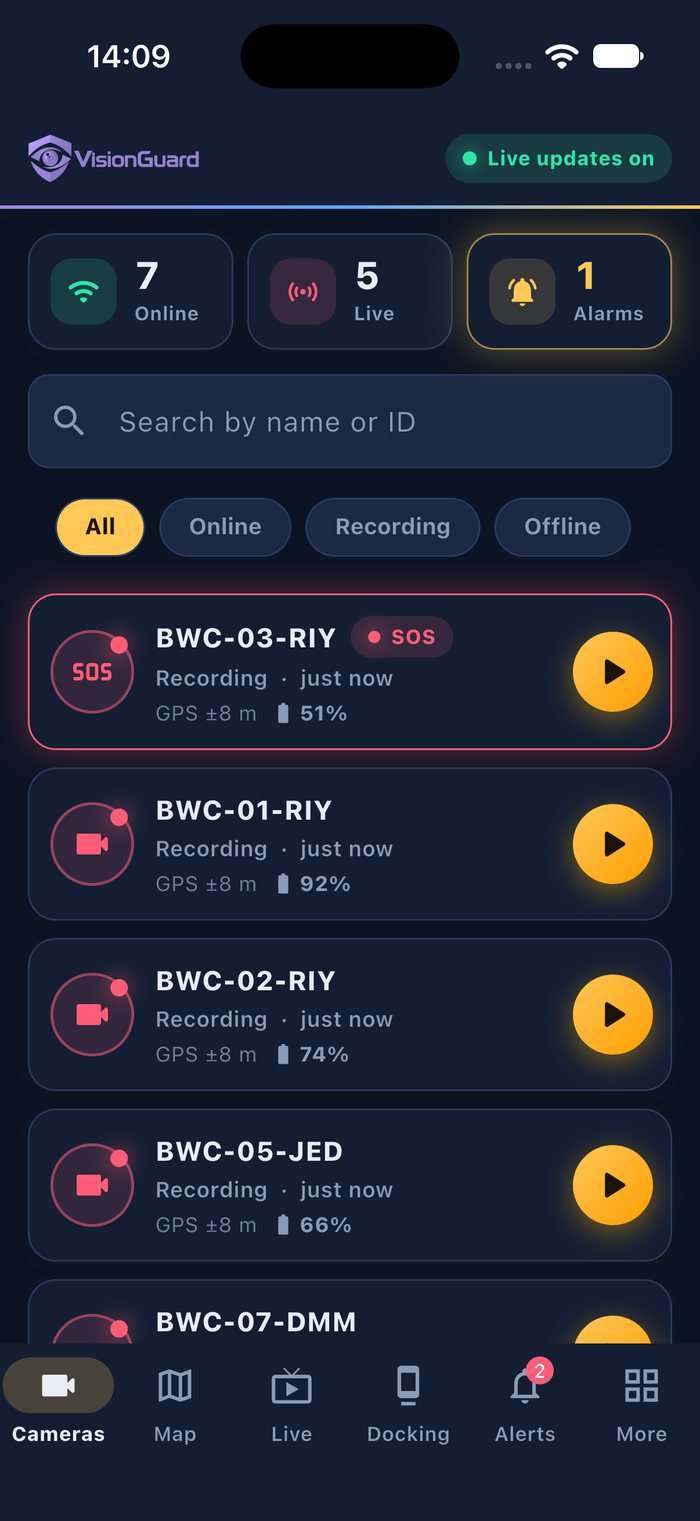 14:09
VisionGuard
Live updates on
7
Online
5
Live
1
Alarms
Search by name or ID
All
Online
Recording
Offline
SOS
BWC-03-RIY
SOS
Recording · just now
GPS ±8 m 51%
BWC-01-RIY
Recording · just now
GPS ±8 m 92%
BWC-02-RIY
Recording · just now
GPS ±8 m 74%
BWC-05-JED
Recording · just now
GPS ±8 m 66%
BWC-07-DMM
2
Cameras
Map
Live
Docking
Alerts
More